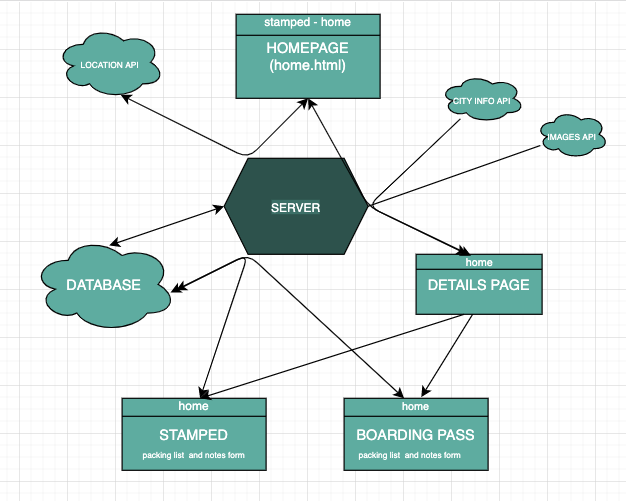 stamped - home
HOMEPAGE
(home.html)
LOCATION API
CITY INFO API
IMAGES API
SERVER
home
DETAILS PAGE
DATABASE
home
STAMPED
packing list and notes form
home
BOARDING PASS
packing list and notes form